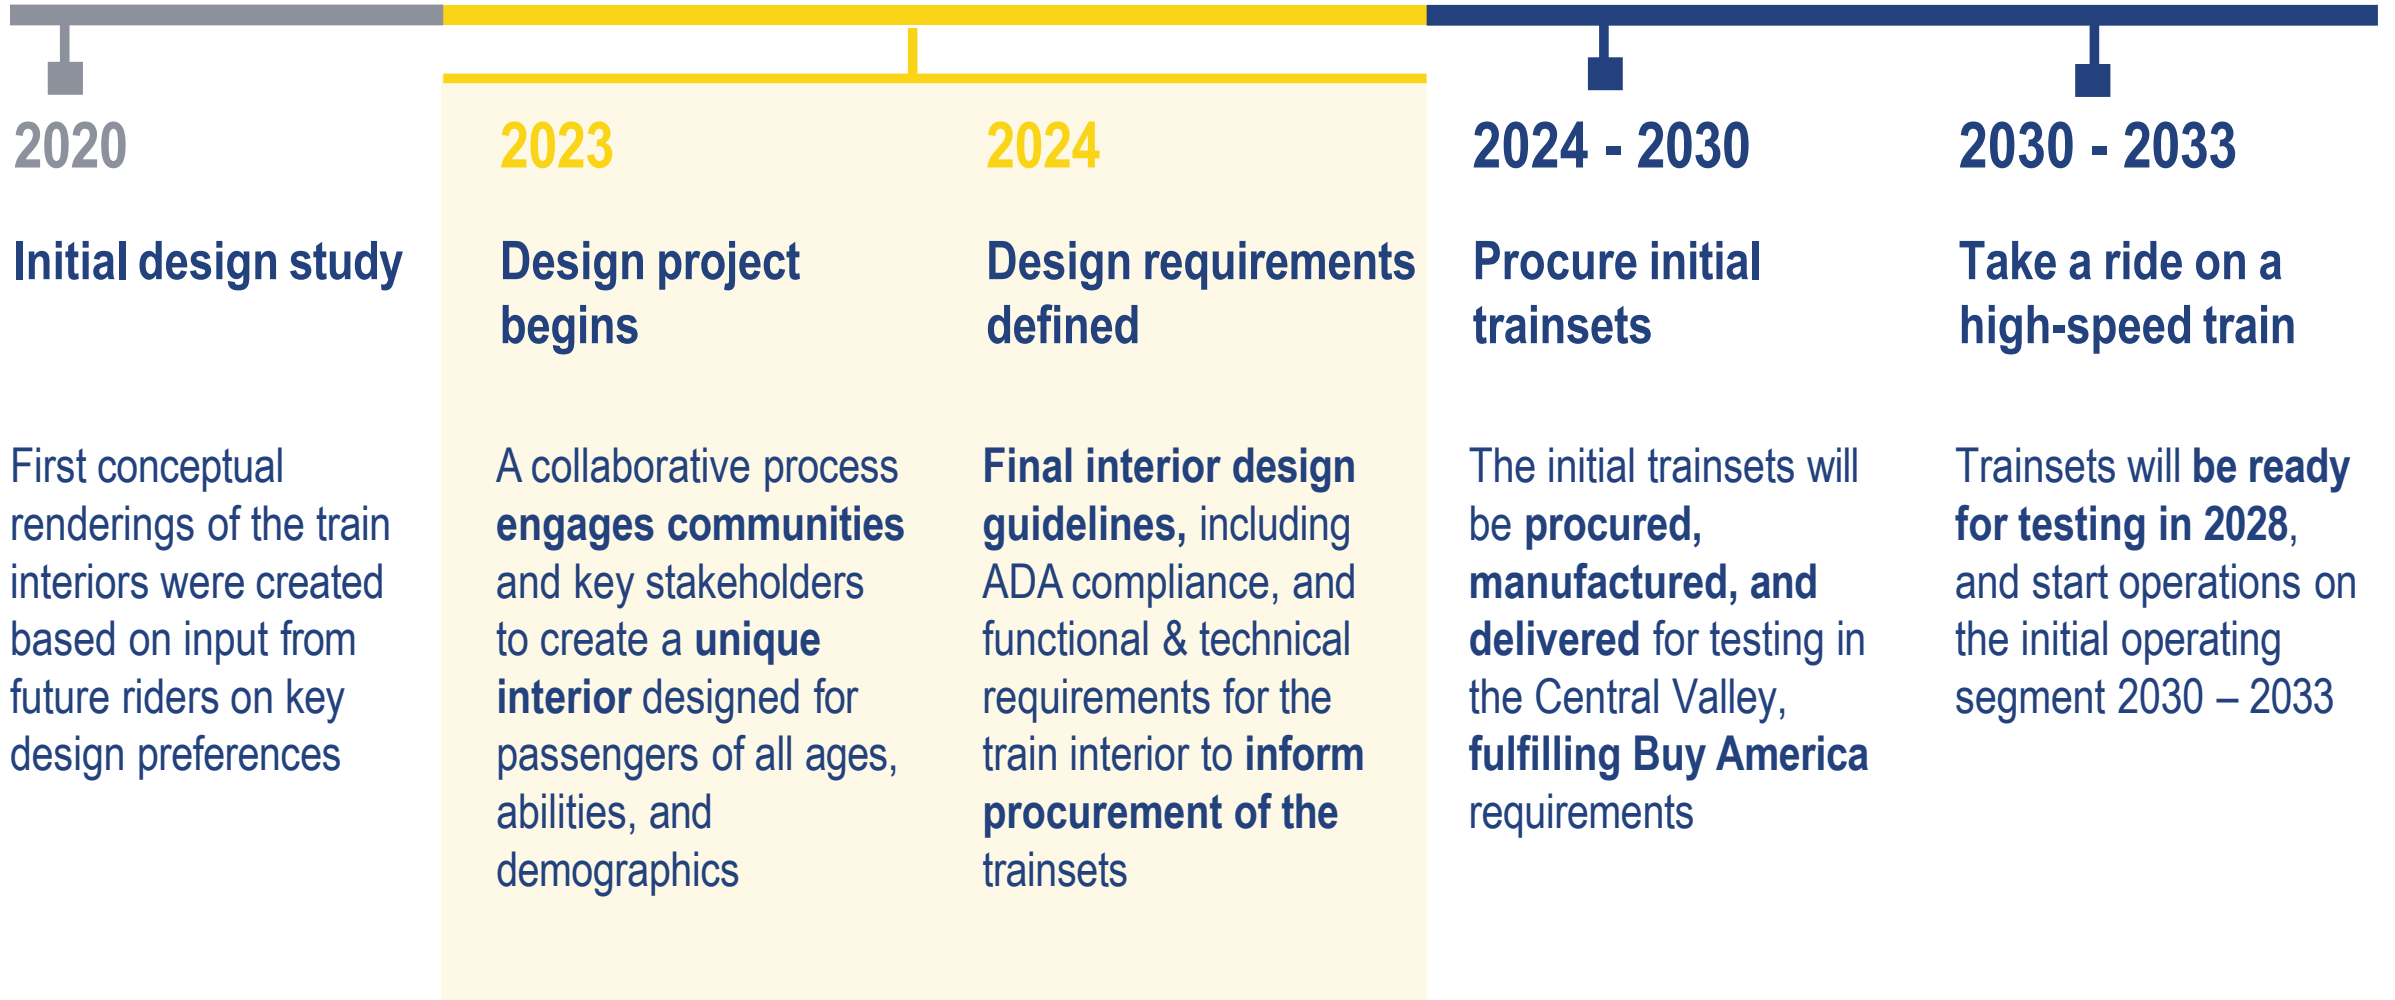 2020
Initial design study
First conceptual
renderings of the train
interiors were created
based on input from
future riders on key
design preferences
2023
Design project
begins
A collaborative process
engages communities
and key stakeholders
to create a unique
interior designed for
passengers of all ages,
abilities, and
demographics
2024
Design requirements
defined
Final interior design
guidelines, including
ADA compliance, and
functional & technical
requirements for the
train interior to inform
procurement of the
trainsets
2024 - 2030
Procure initial
trainsets
The initial trainsets will
be procured,
manufactured, and
delivered for testing in
the Central Valley,
fulfilling Buy America
requirements
2030 - 2033
Take a ride on a
high-speed train
Trainsets will be ready
for testing in 2028,
and start operations on
the initial operating
segment 2030 – 2033